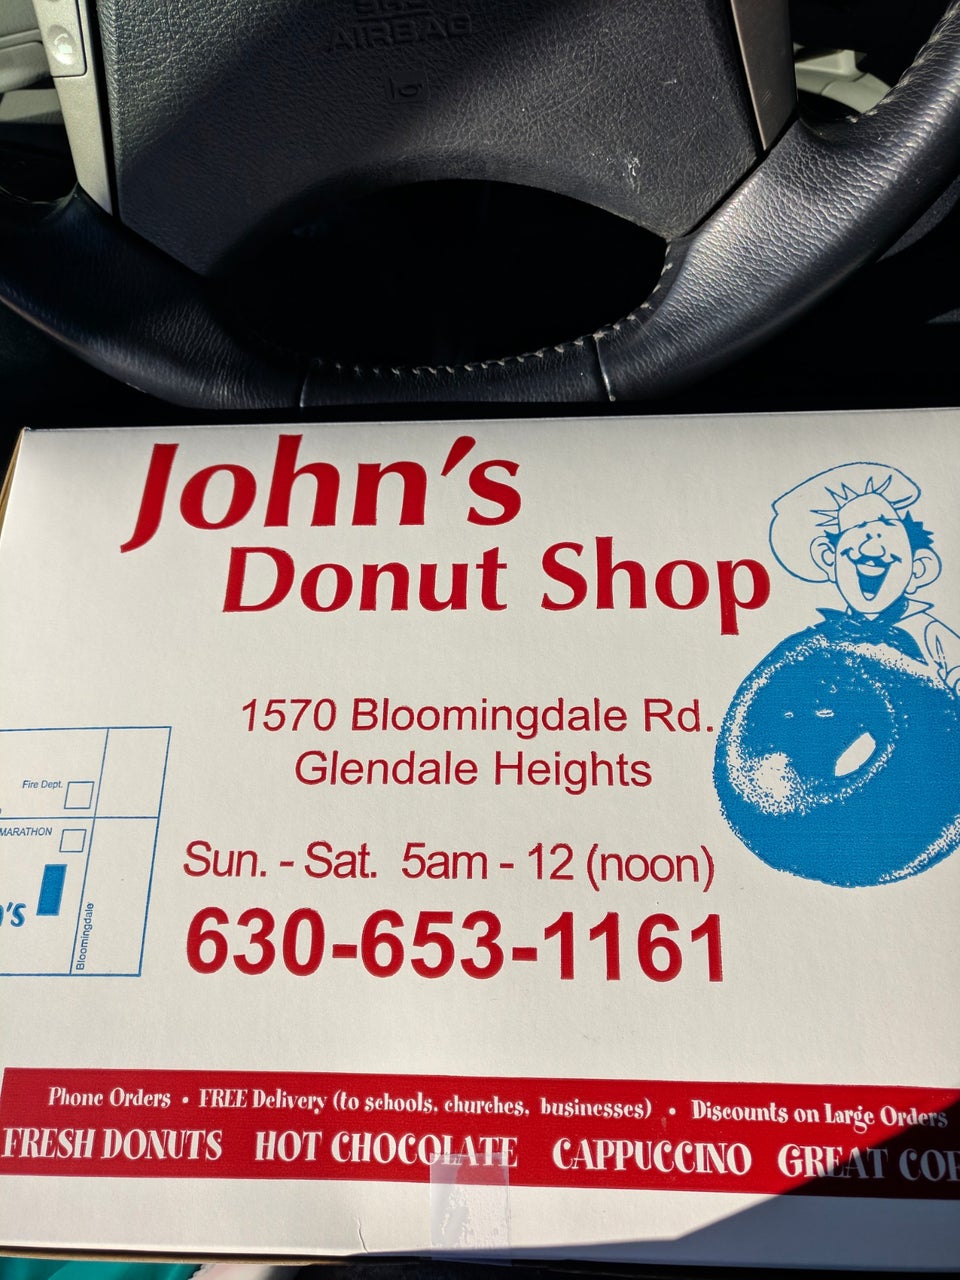 AIRBAG
John's
Donut Shop
1570 Bloomingdale Rd.
Glendale Heights
Fire Dept.
MARATHON
Bloomingdale
Sun. - Sat. 5am - 12 (noon)
630-653-1161
Phone Orders • FREE Delivery (to schools, churches, businesses) • Discounts on Large Orders
FRESH DONUTS HOT CHOCOLATE CAPPUCCINO GREAT